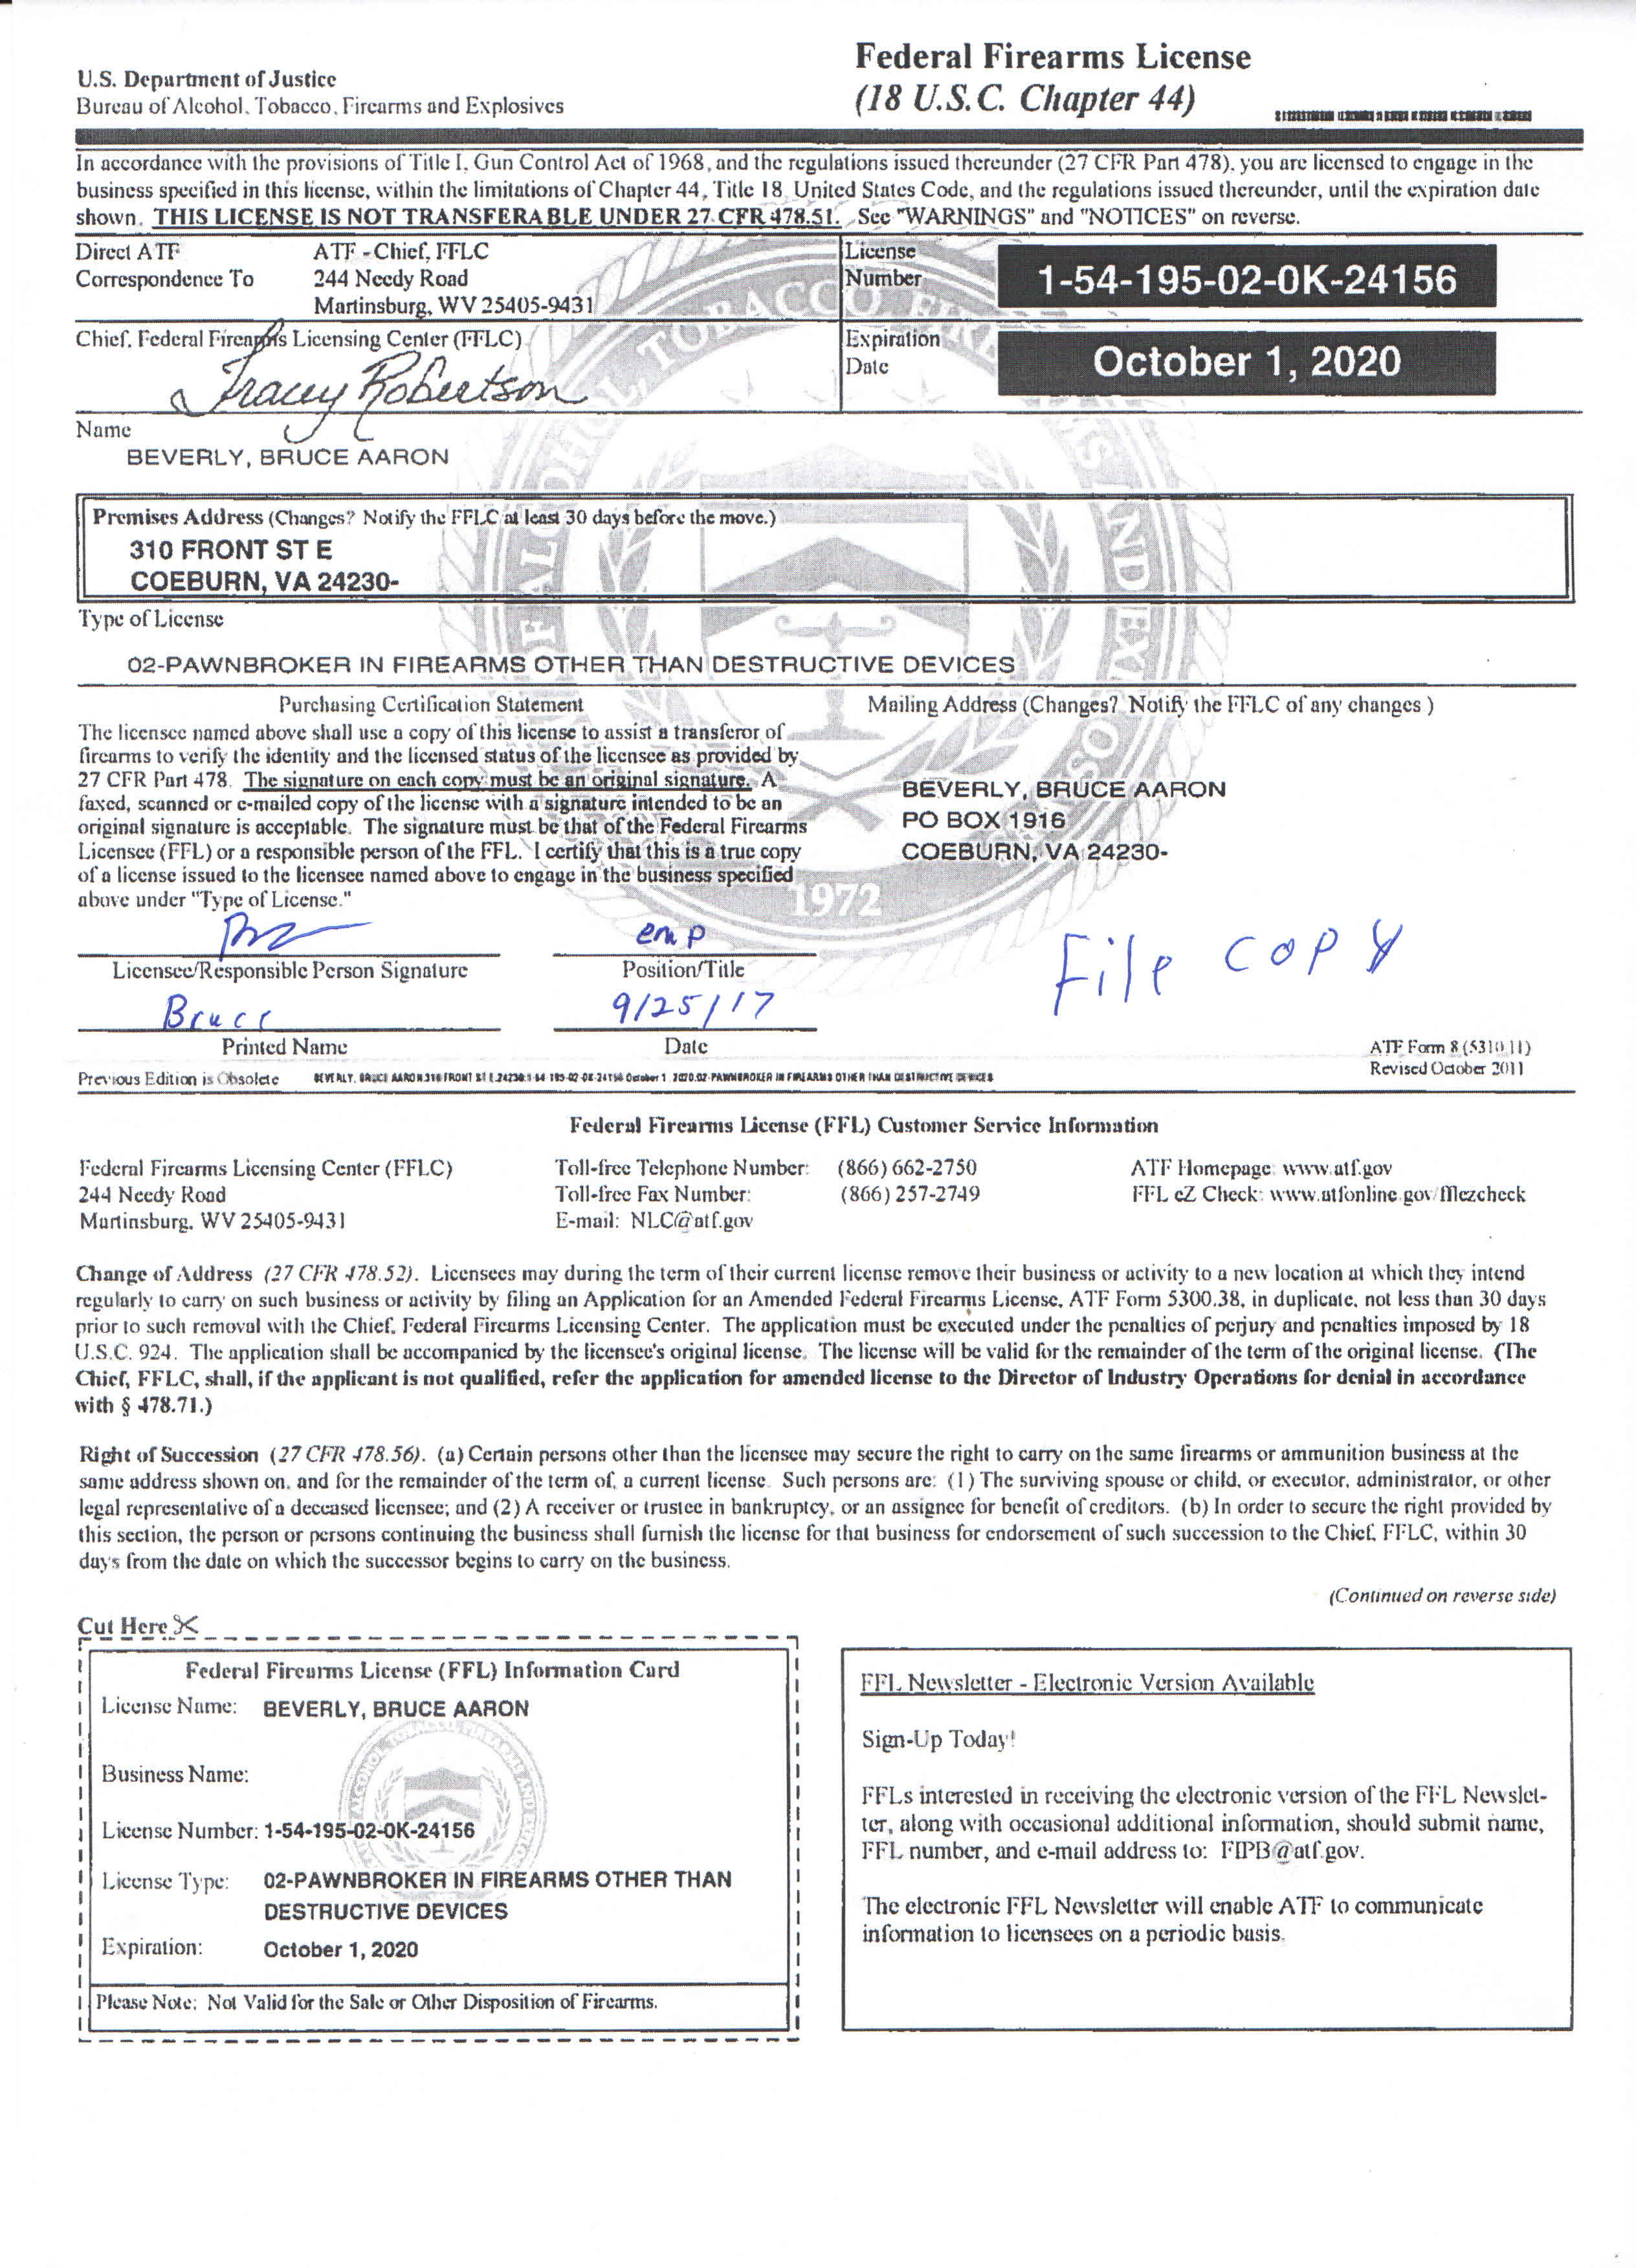 U.S. Department of Justice
Bureau of Alcohol, Tobacco, Firearms and Explosives
Federal Firearms License
(18 U.S.C. Chapter 44)
In accordance with the provisions of Title I, Gun Control Act of 1968, and the regulations issued thereunder (27 CFR Part 478), you are licensed to engage in the
business specified in this license, within the limitations of Chapter 44, Title 18, United States Code, and the regulations issued thereunder, until the expiration date
shown. THIS LICENSE IS NOT TRANSFERABLE UNDER 27 CFR 478.51. See "WARNINGS" and "NOTICES" on reverse.
Direct ATF
Correspondence To
ATF - Chief, FFLC
244 Needy Road
Martinsburg, WV 25405-9431
License
Number
1-54-195-02-0K-24156
Chief, Federal Firearms Licensing Center (FFLC)
Tracey Robertson
Expiration
Date
October 1, 2020
Name
BEVERLY, BRUCE AARON
Premises Address (Changes? Notify the FFLC at least 30 days before the move.)
310 FRONT ST E
COEBURN, VA 24230-
Type of License
02-PAWNBROKER IN FIREARMS OTHER THAN DESTRUCTIVE DEVICES
Purchasing Certification Statement
The licensee named above shall use a copy of this license to assist a transferor of
firearms to verify the identity and the licensed status of the licensee as provided by
27 CFR Part 478. The signature on each copy must be an original signature. A
faxed, scanned or e-mailed copy of the license with a signature intended to be an
original signature is acceptable. The signature must be that of the Federal Firearms
Licensee (FFL) or a responsible person of the FFL. I certify that this is a true copy
of a license issued to the licensee named above to engage in the business specified
above under "Type of License."
Mailing Address (Changes? Notify the FFLC of any changes )
BEVERLY, BRUCE AARON
PO BOX 1916
COEBURN, VA 24230-
1972
emp
Licensee/Responsible Person Signature
Position/Title
File copy
Bruce
9/25/17
Printed Name
Date
ATF Form 8 (5310.11)
Revised October 2011
Previous Edition is Obsolete
BEVERLY, BRUCE AARON:310 FRONT ST E:24230:1-54-195-02-0K-24156:October 1, 2020:02-PAWNBROKER IN FIREARMS OTHER THAN DESTRUCTIVE DEVICES
Federal Firearms License (FFL) Customer Service Information
Federal Firearms Licensing Center (FFLC)
244 Needy Road
Martinsburg, WV 25405-9431
Toll-free Telephone Number: (866) 662-2750
Toll-free Fax Number: (866) 257-2749
E-mail: NLC@atf.gov
ATF Homepage: www.atf.gov
FFL eZ Check: www.atfonline.gov/fflezcheck
Change of Address (27 CFR 478.52). Licensees may during the term of their current license remove their business or activity to a new location at which they intend
regularly to carry on such business or activity by filing an Application for an Amended Federal Firearms License, ATF Form 5300.38, in duplicate, not less than 30 days
prior to such removal with the Chief, Federal Firearms Licensing Center. The application must be executed under the penalties of perjury and penalties imposed by 18
U.S.C. 924. The application shall be accompanied by the licensee's original license. The license will be valid for the remainder of the term of the original license. (The
Chief, FFLC, shall, if the applicant is not qualified, refer the application for amended license to the Director of Industry Operations for denial in accordance
with § 478.71.)
Right of Succession (27 CFR 478.56). (a) Certain persons other than the licensee may secure the right to carry on the same firearms or ammunition business at the
same address shown on, and for the remainder of the term of, a current license. Such persons are: (1) The surviving spouse or child, or executor, administrator, or other
legal representative of a deceased licensee; and (2) A receiver or trustee in bankruptcy, or an assignee for benefit of creditors. (b) In order to secure the right provided by
this section, the person or persons continuing the business shall furnish the license for that business for endorsement of such succession to the Chief, FFLC, within 30
days from the date on which the successor begins to carry on the business.
(Continued on reverse side)
Cut Here
Federal Firearms License (FFL) Information Card
License Name: BEVERLY, BRUCE AARON
Business Name:
License Number: 1-54-195-02-0K-24156
License Type: 02-PAWNBROKER IN FIREARMS OTHER THAN
DESTRUCTIVE DEVICES
Expiration: October 1, 2020
Please Note: Not Valid for the Sale or Other Disposition of Firearms.
FFL Newsletter - Electronic Version Available
Sign-Up Today!
FFLs interested in receiving the electronic version of the FFL Newslet-
ter, along with occasional additional information, should submit name,
FFL number, and e-mail address to: FIPB@atf.gov.
The electronic FFL Newsletter will enable ATF to communicate
information to licensees on a periodic basis.